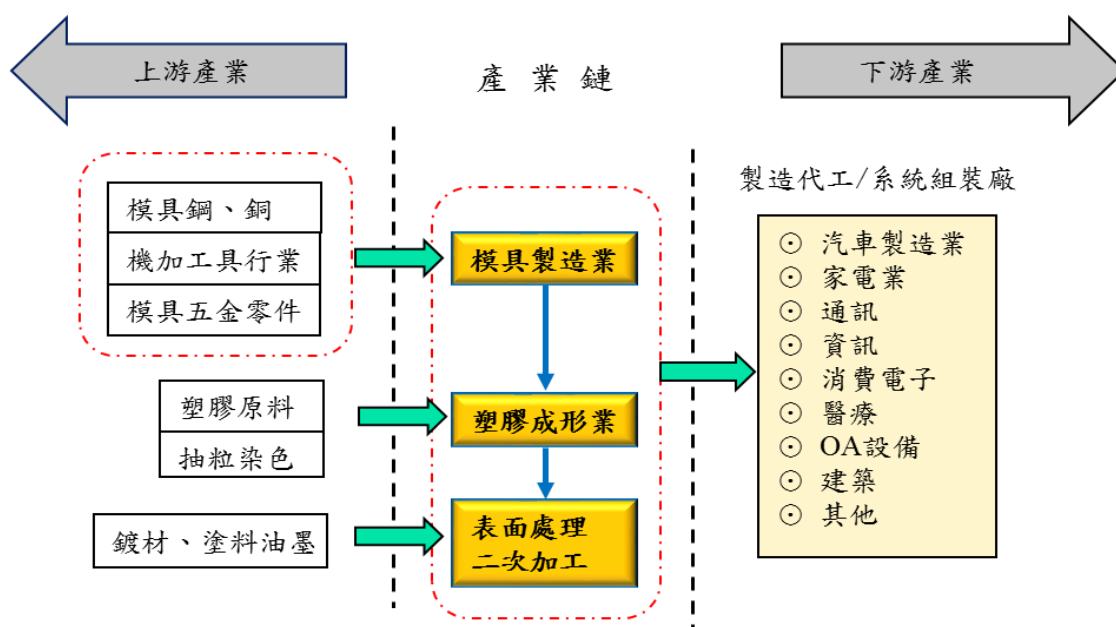 上游產業
產業鏈
下游產業
模具鋼、銅
機加工具行業
模具五金零件
塑膠原料
抽粒染色
鍍材、塗料油墨
模具製造業
塑膠成形業
表面處理
二次加工
製造代工/系統組裝廠
⊙ 汽車製造業
⊙ 家電業
⊙ 通訊
⊙ 資訊
⊙ 消費電子
⊙ 醫療
⊙ OA設備
⊙ 建築
⊙ 其他